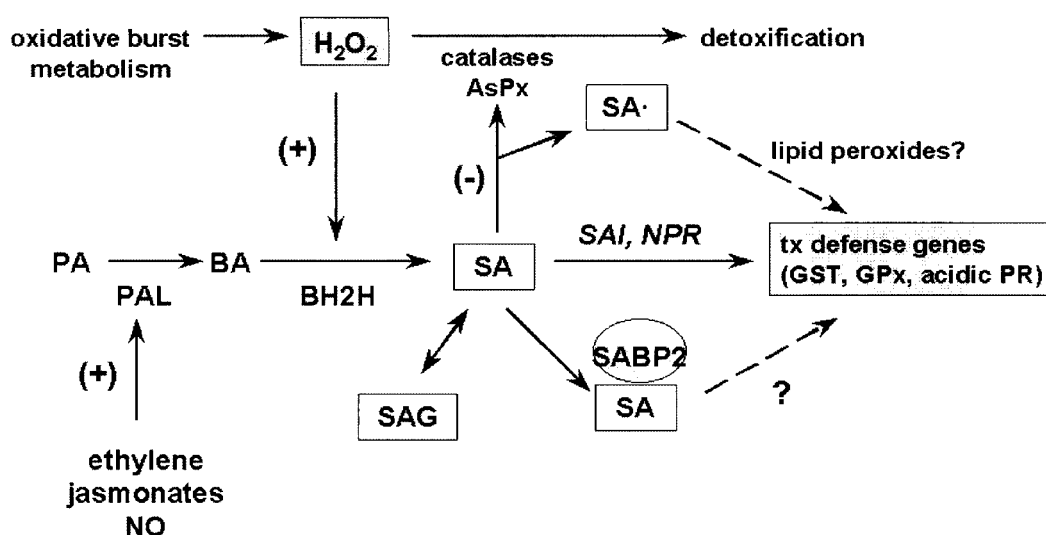 oxidative burst
metabolism
H₂O₂
detoxification
catalases
AsPx
SA·
(+)
(-)
lipid peroxides?
SAI, NPR
PA
BA
SA
tx defense genes
(GST, GPx, acidic PR)
PAL
BH2H
(+)
SABP2
SA
?
SAG
ethylene
jasmonates
NO